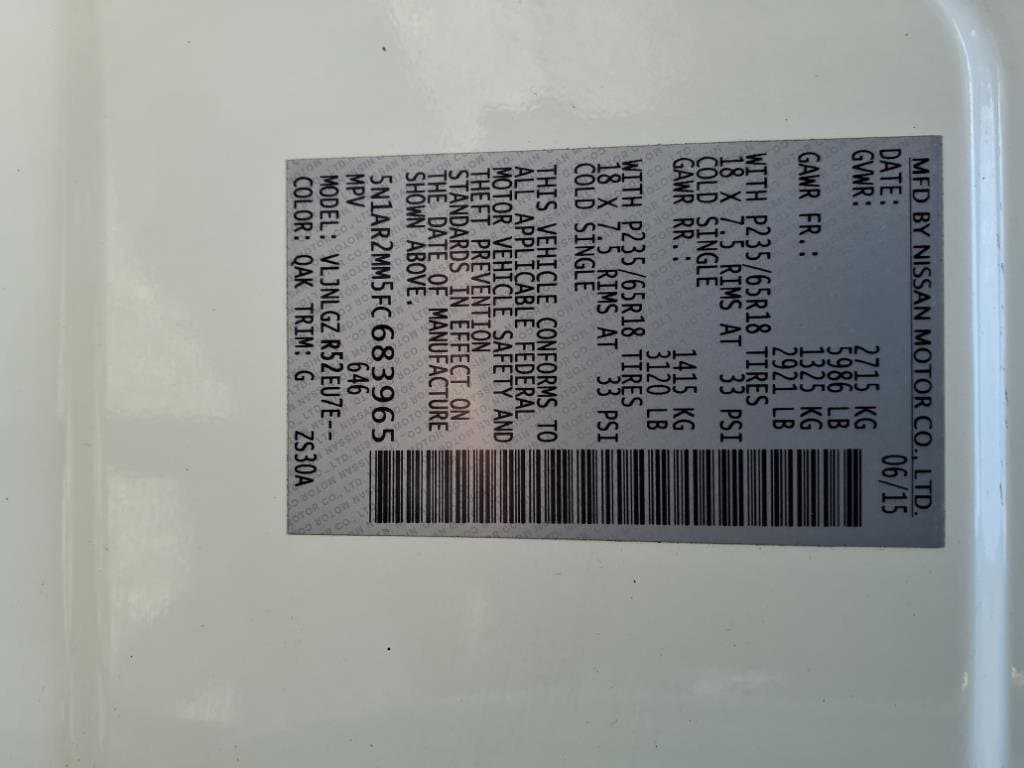 MFD BY NISSAN MOTOR CO., LTD.
DATE: 06/15
GVWR: 2715 KG
5986 LB
GAWR FR.: 1325 KG
2921 LB
WITH P235/65R18 TIRES
18 X 7.5 RIMS AT 33 PSI
COLD SINGLE
GAWR RR.: 1415 KG
3120 LB
WITH P235/65R18 TIRES
18 X 7.5 RIMS AT 33 PSI
COLD SINGLE
THIS VEHICLE CONFORMS TO
ALL APPLICABLE FEDERAL
MOTOR VEHICLE SAFETY AND
THEFT PREVENTION
STANDARDS IN EFFECT ON
THE DATE OF MANUFACTURE
SHOWN ABOVE.
5N1AR2MM5FC683965
MPV 646
MODEL: VLJNLGZ R52EU7E--
COLOR: QAK TRIM: G ZS30A